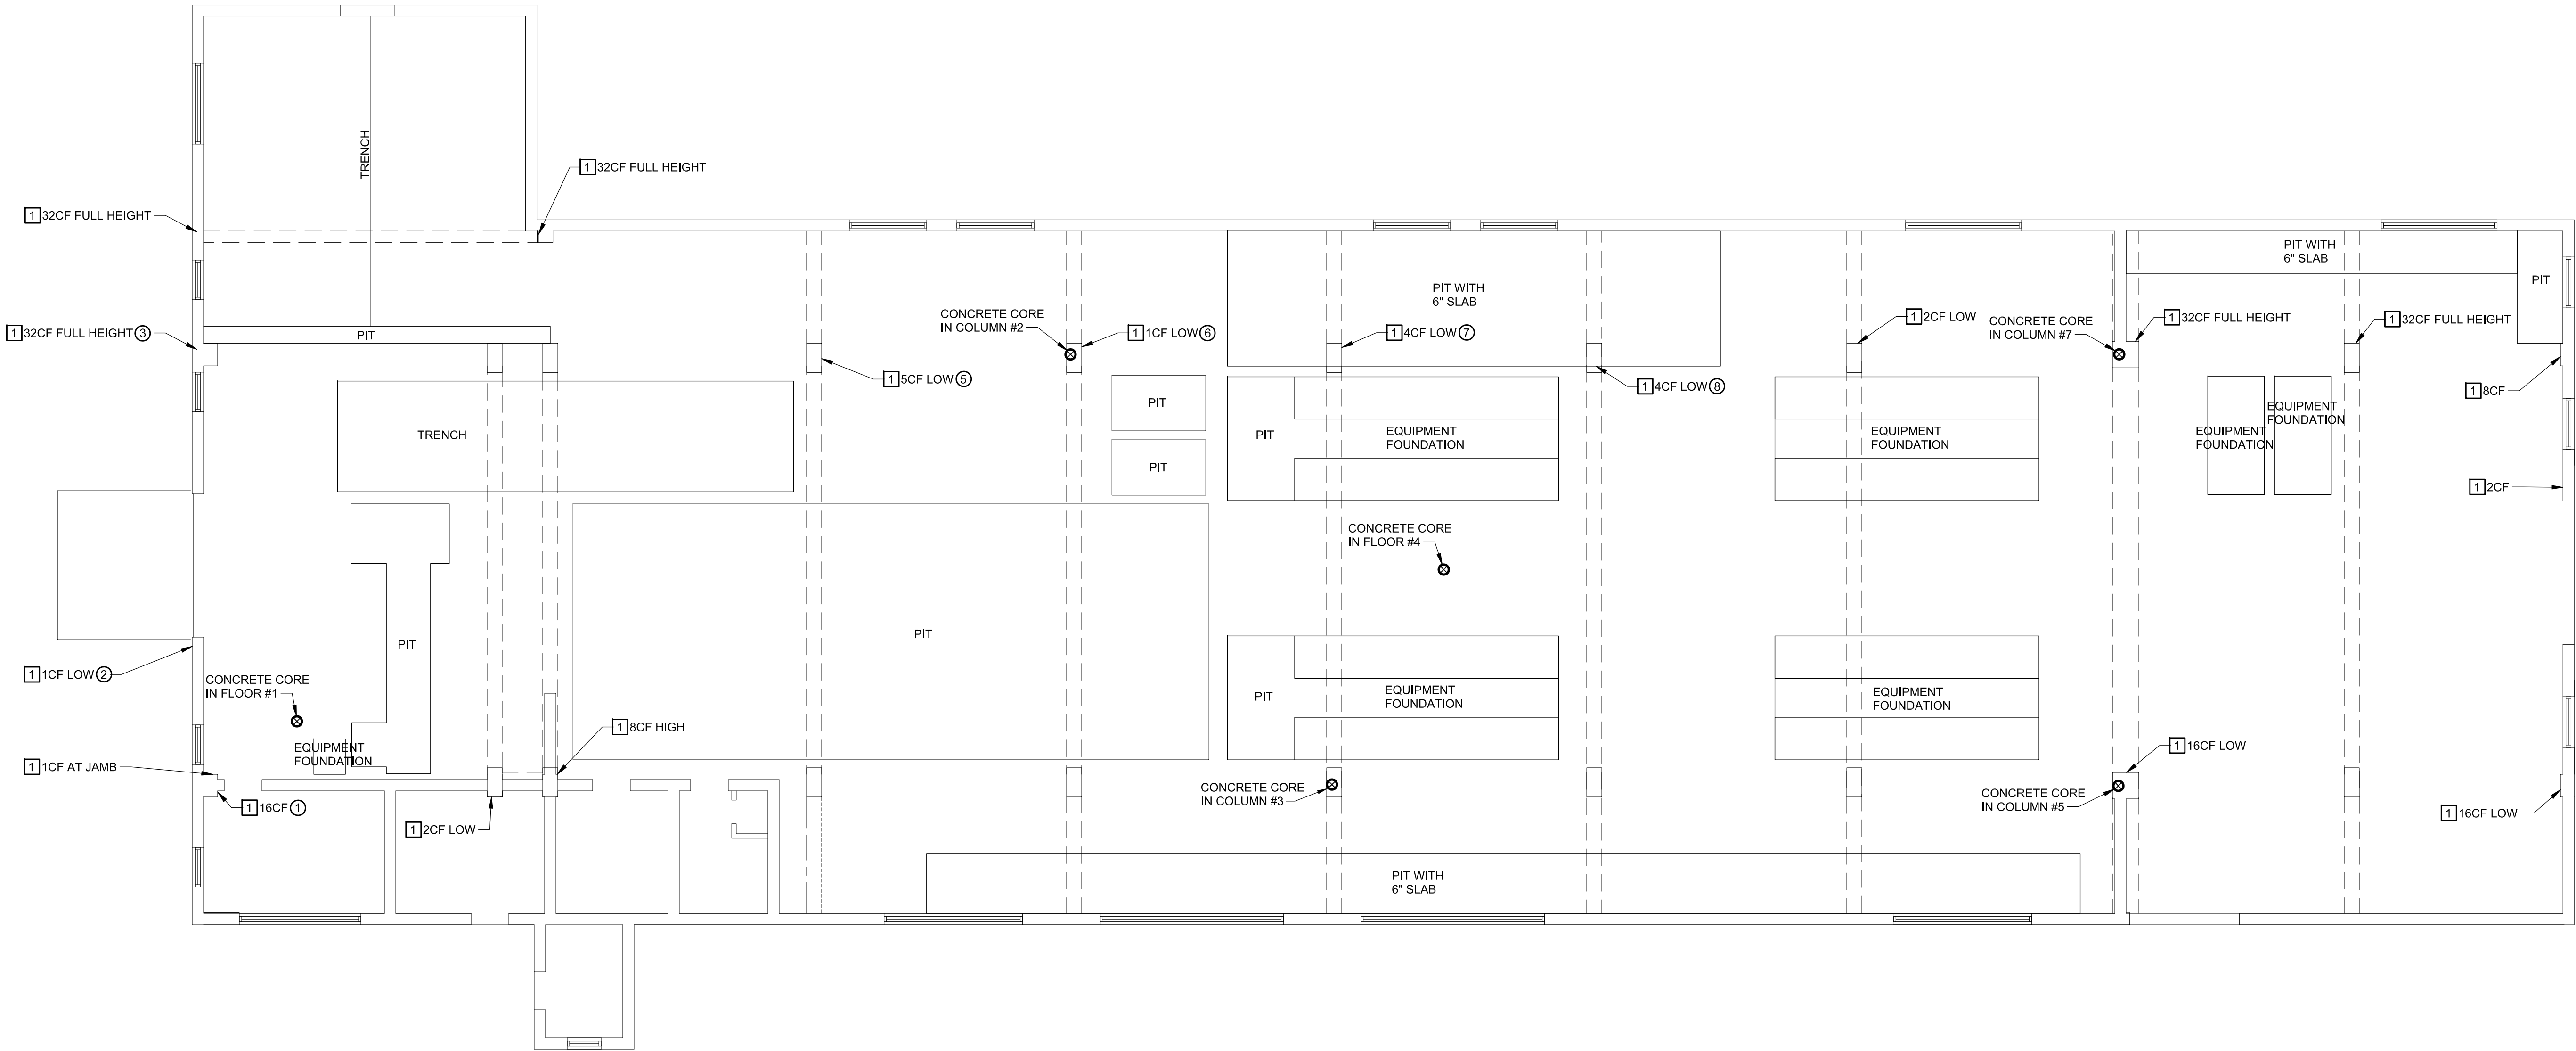 TRENCH
1 32CF FULL HEIGHT
1 32CF FULL HEIGHT
PIT WITH
6" SLAB
PIT
PIT WITH
6" SLAB
CONCRETE CORE
IN COLUMN #2
1 1CF LOW 6
1 4CF LOW 7
1 2CF LOW
CONCRETE CORE
IN COLUMN #7
1 32CF FULL HEIGHT
1 32CF FULL HEIGHT
1 32CF FULL HEIGHT 3
PIT
1 5CF LOW 5
1 4CF LOW 8
1 8CF
PIT
EQUIPMENT
FOUNDATION
TRENCH
PIT
EQUIPMENT
FOUNDATION
EQUIPMENT
FOUNDATION
EQUIPMENT
FOUNDATION
PIT
1 2CF
CONCRETE CORE
IN FLOOR #4
PIT
PIT
1 1CF LOW 2
CONCRETE CORE
IN FLOOR #1
PIT
EQUIPMENT
FOUNDATION
EQUIPMENT
FOUNDATION
1 8CF HIGH
EQUIPMENT
FOUNDATION
1 16CF LOW
1 1CF AT JAMB
CONCRETE CORE
IN COLUMN #3
CONCRETE CORE
IN COLUMN #5
1 16CF 1
1 16CF LOW
1 2CF LOW
PIT WITH
6" SLAB